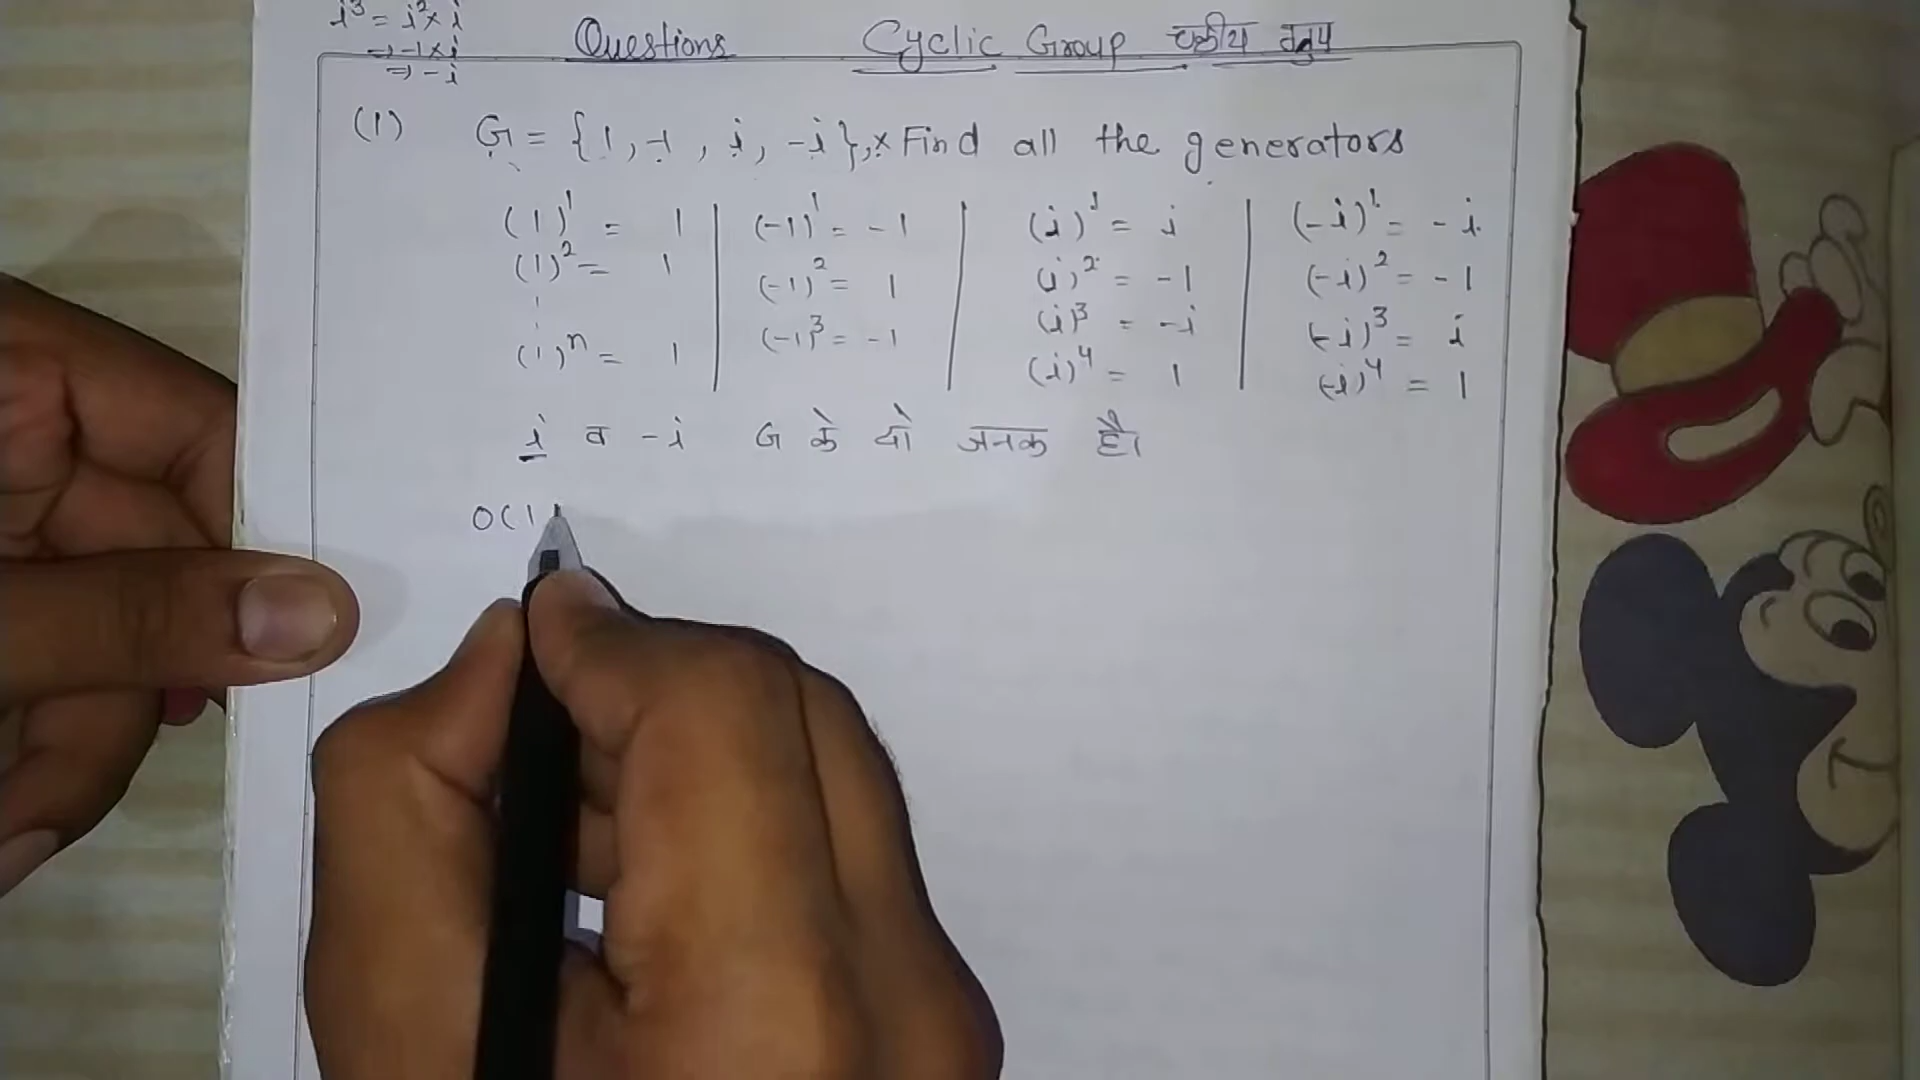 i³ = i² × i
⇒ -1 × i
⇒ -i
Questions Cyclic Group चक्रीय समूह
(1) G = {1, -1, i, -i}, × Find all the generators
(1)¹ = 1 | (-1)¹ = -1 | (i)¹ = i | (-i)¹ = -i
(1)² = 1 | (-1)² = 1 | (i)² = -1 | (-i)² = -1
(-1)³ = -1 | (i)³ = -i | (-i)³ = i
(1)ⁿ = 1 | (i)⁴ = 1 | (-i)⁴ = 1
i व -i G के दो जनक है।
O(1)